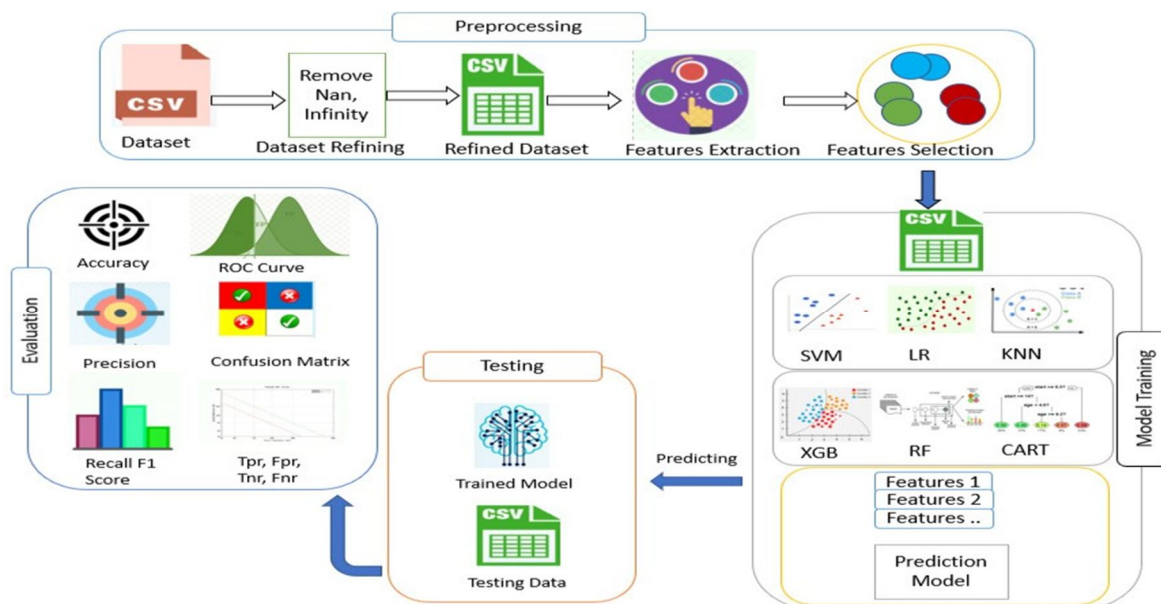 Preprocessing
CSV
Dataset
Remove
Nan,
Infinity
Dataset Refining
CSV
Refined Dataset
Features Extraction
Features Selection
Evaluation
Accuracy
ROC Curve
Precision
Confusion Matrix
Recall F1
Score
Tpr, Fpr,
Tnr, Fnr
Testing
Trained Model
CSV
Testing Data
Predicting
CSV
SVM
LR
KNN
XGB
RF
CART
Model Training
Features 1
Features 2
Features ..
Prediction
Model